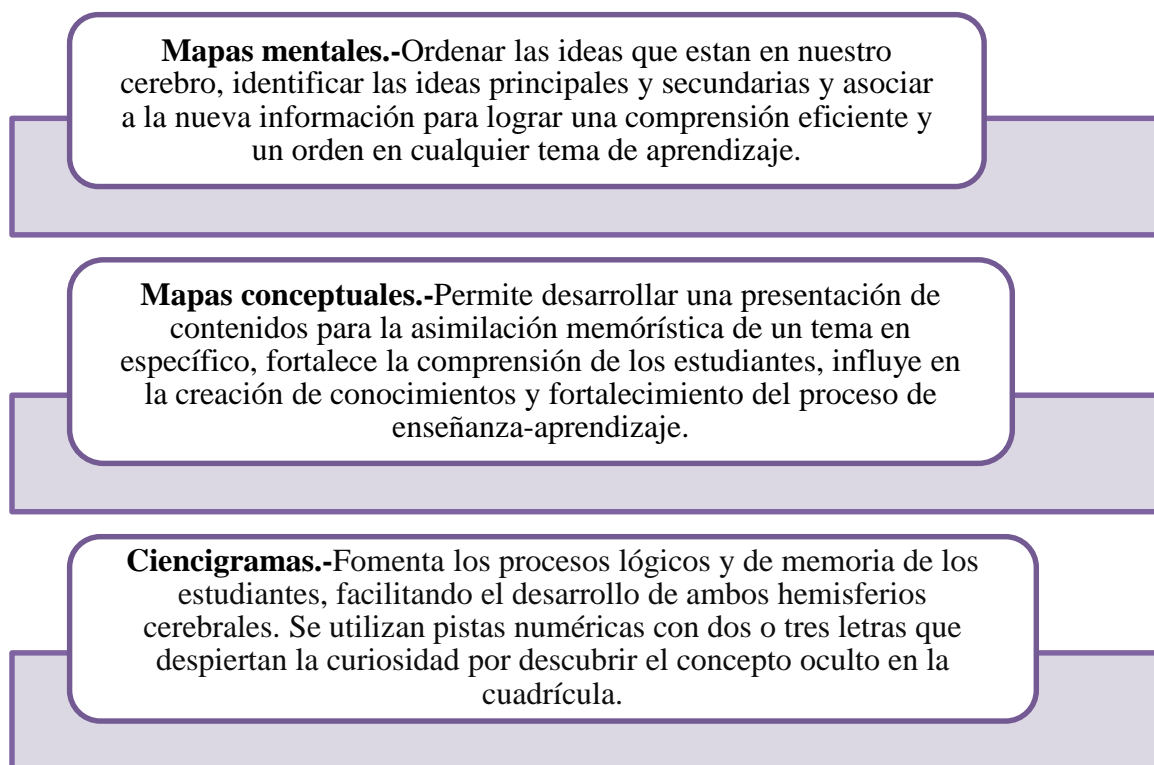 Mapas mentales.-Ordenar las ideas que estan en nuestro
cerebro, identificar las ideas principales y secundarias y asociar
a la nueva información para lograr una comprensión eficiente y
un orden en cualquier tema de aprendizaje.
Mapas conceptuales.-Permite desarrollar una presentación de
contenidos para la asimilación memórística de un tema en
específico, fortalece la comprensión de los estudiantes, influye en
la creación de conocimientos y fortalecimiento del proceso de
enseñanza-aprendizaje.
Ciencigramas.-Fomenta los procesos lógicos y de memoria de los
estudiantes, facilitando el desarrollo de ambos hemisferios
cerebrales. Se utilizan pistas numéricas con dos o tres letras que
despiertan la curiosidad por descubrir el concepto oculto en la
cuadrícula.